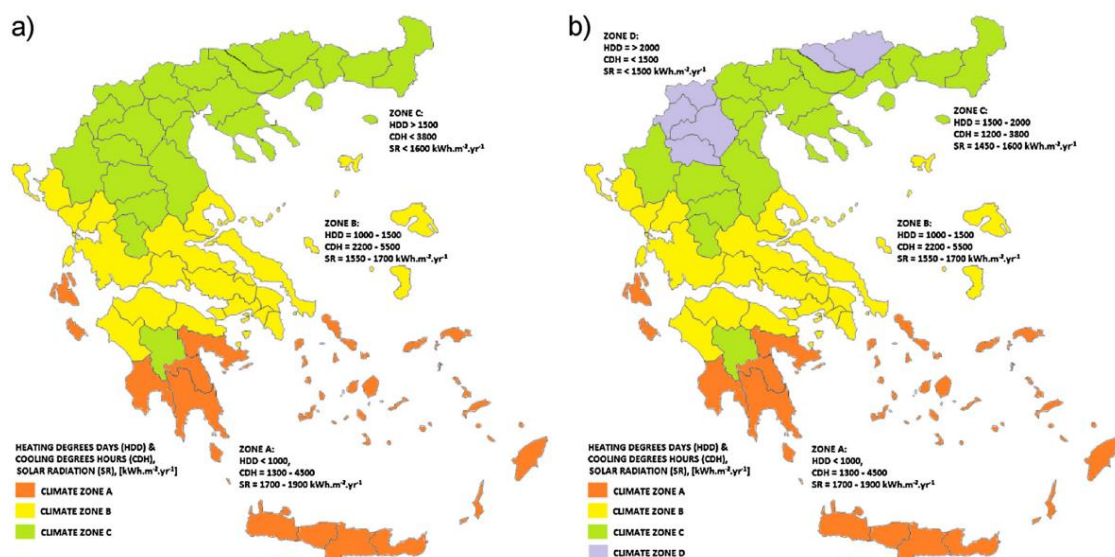 a)
ZONE C:
HDD > 1500
CDH < 3800
SR < 1600 kWh.m⁻².yr⁻¹
ZONE B:
HDD = 1000 - 1500
CDH = 2200 - 5500
SR = 1550 - 1700 kWh.m⁻².yr⁻¹
HEATING DEGREES DAYS (HDD) &
COOLING DEGREES HOURS (CDH),
SOLAR RADIATION (SR), [kWh.m⁻².yr⁻¹]
CLIMATE ZONE A
CLIMATE ZONE B
CLIMATE ZONE C
ZONE A:
HDD < 1000,
CDH = 1300 - 4500
SR = 1700 - 1900 kWh.m⁻².yr⁻¹
b)
ZONE D:
HDD = > 2000
CDH = < 1500
SR = < 1500 kWh.m⁻².yr⁻¹
ZONE C:
HDD = 1500 - 2000
CDH = 1200 - 3800
SR = 1450 - 1600 kWh.m⁻².yr⁻¹
ZONE B:
HDD = 1000 - 1500
CDH = 2200 - 5500
SR = 1550 - 1700 kWh.m⁻².yr⁻¹
HEATING DEGREES DAYS (HDD) &
COOLING DEGREES HOURS (CDH),
SOLAR RADIATION (SR), [kWh.m⁻².yr⁻¹]
CLIMATE ZONE A
CLIMATE ZONE B
CLIMATE ZONE C
CLIMATE ZONE D
ZONE A:
HDD < 1000,
CDH = 1300 - 4500
SR = 1700 - 1900 kWh.m⁻².yr⁻¹